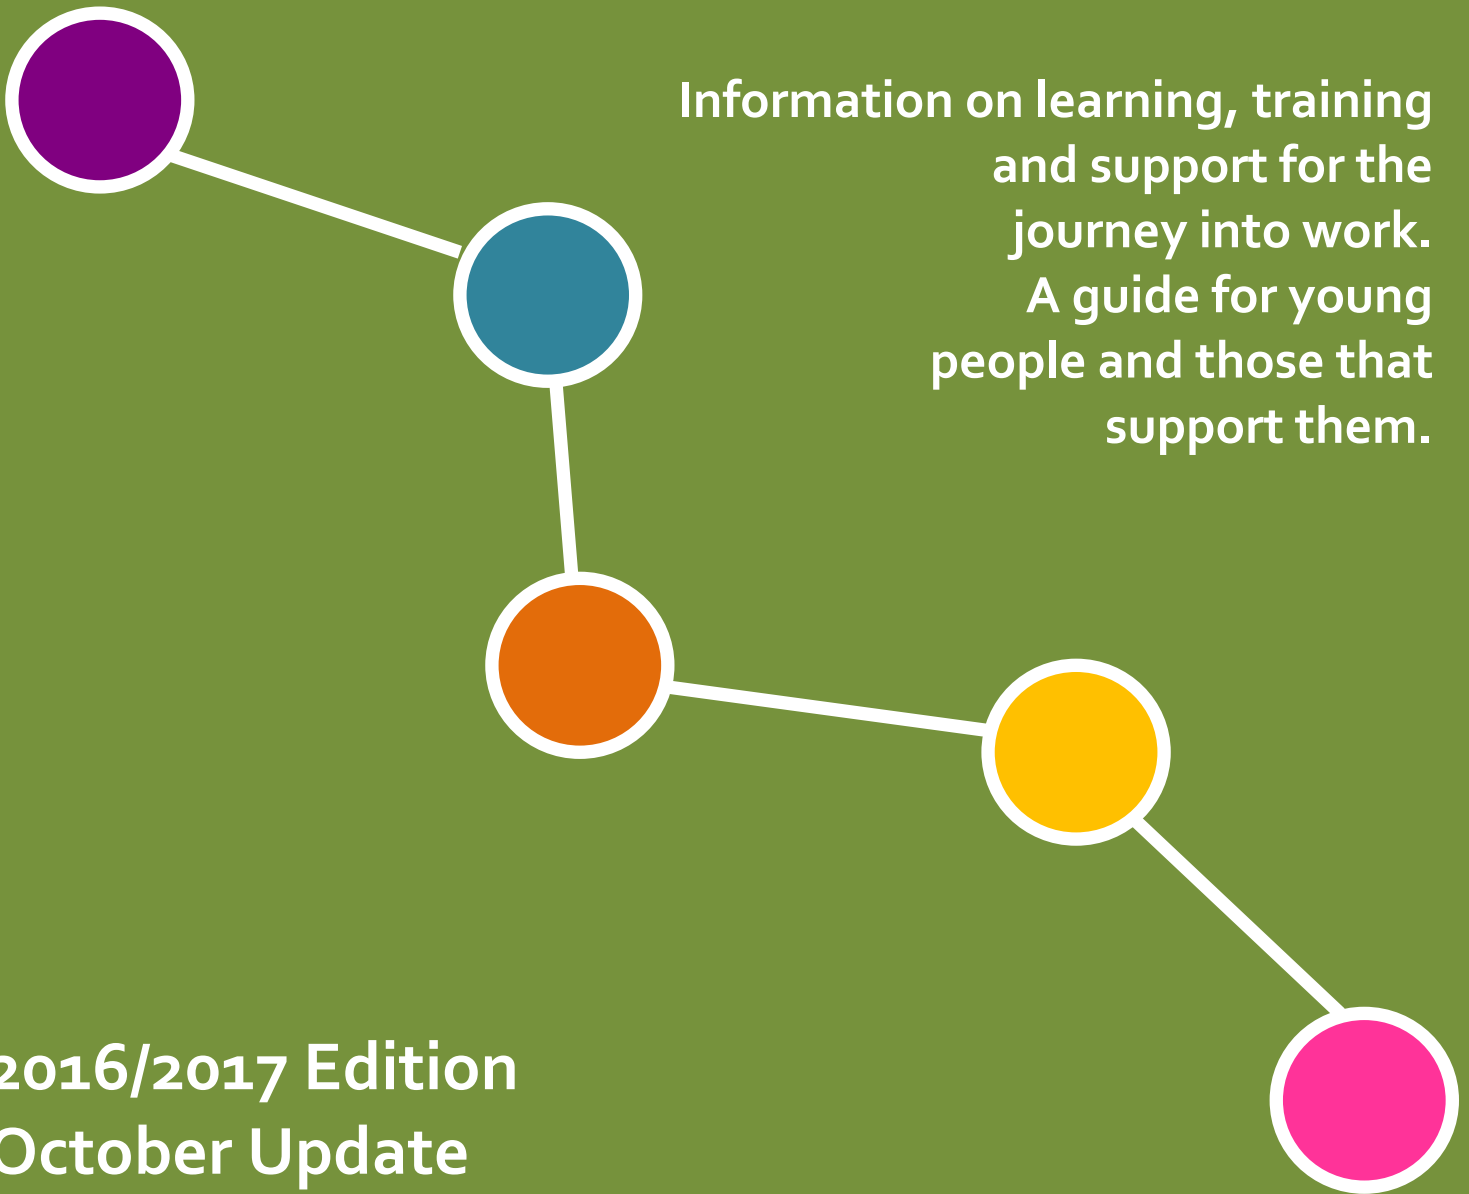 Information on learning, training
and support for the
journey into work.
A guide for young
people and those that
support them.
2016/2017 Edition
October Update